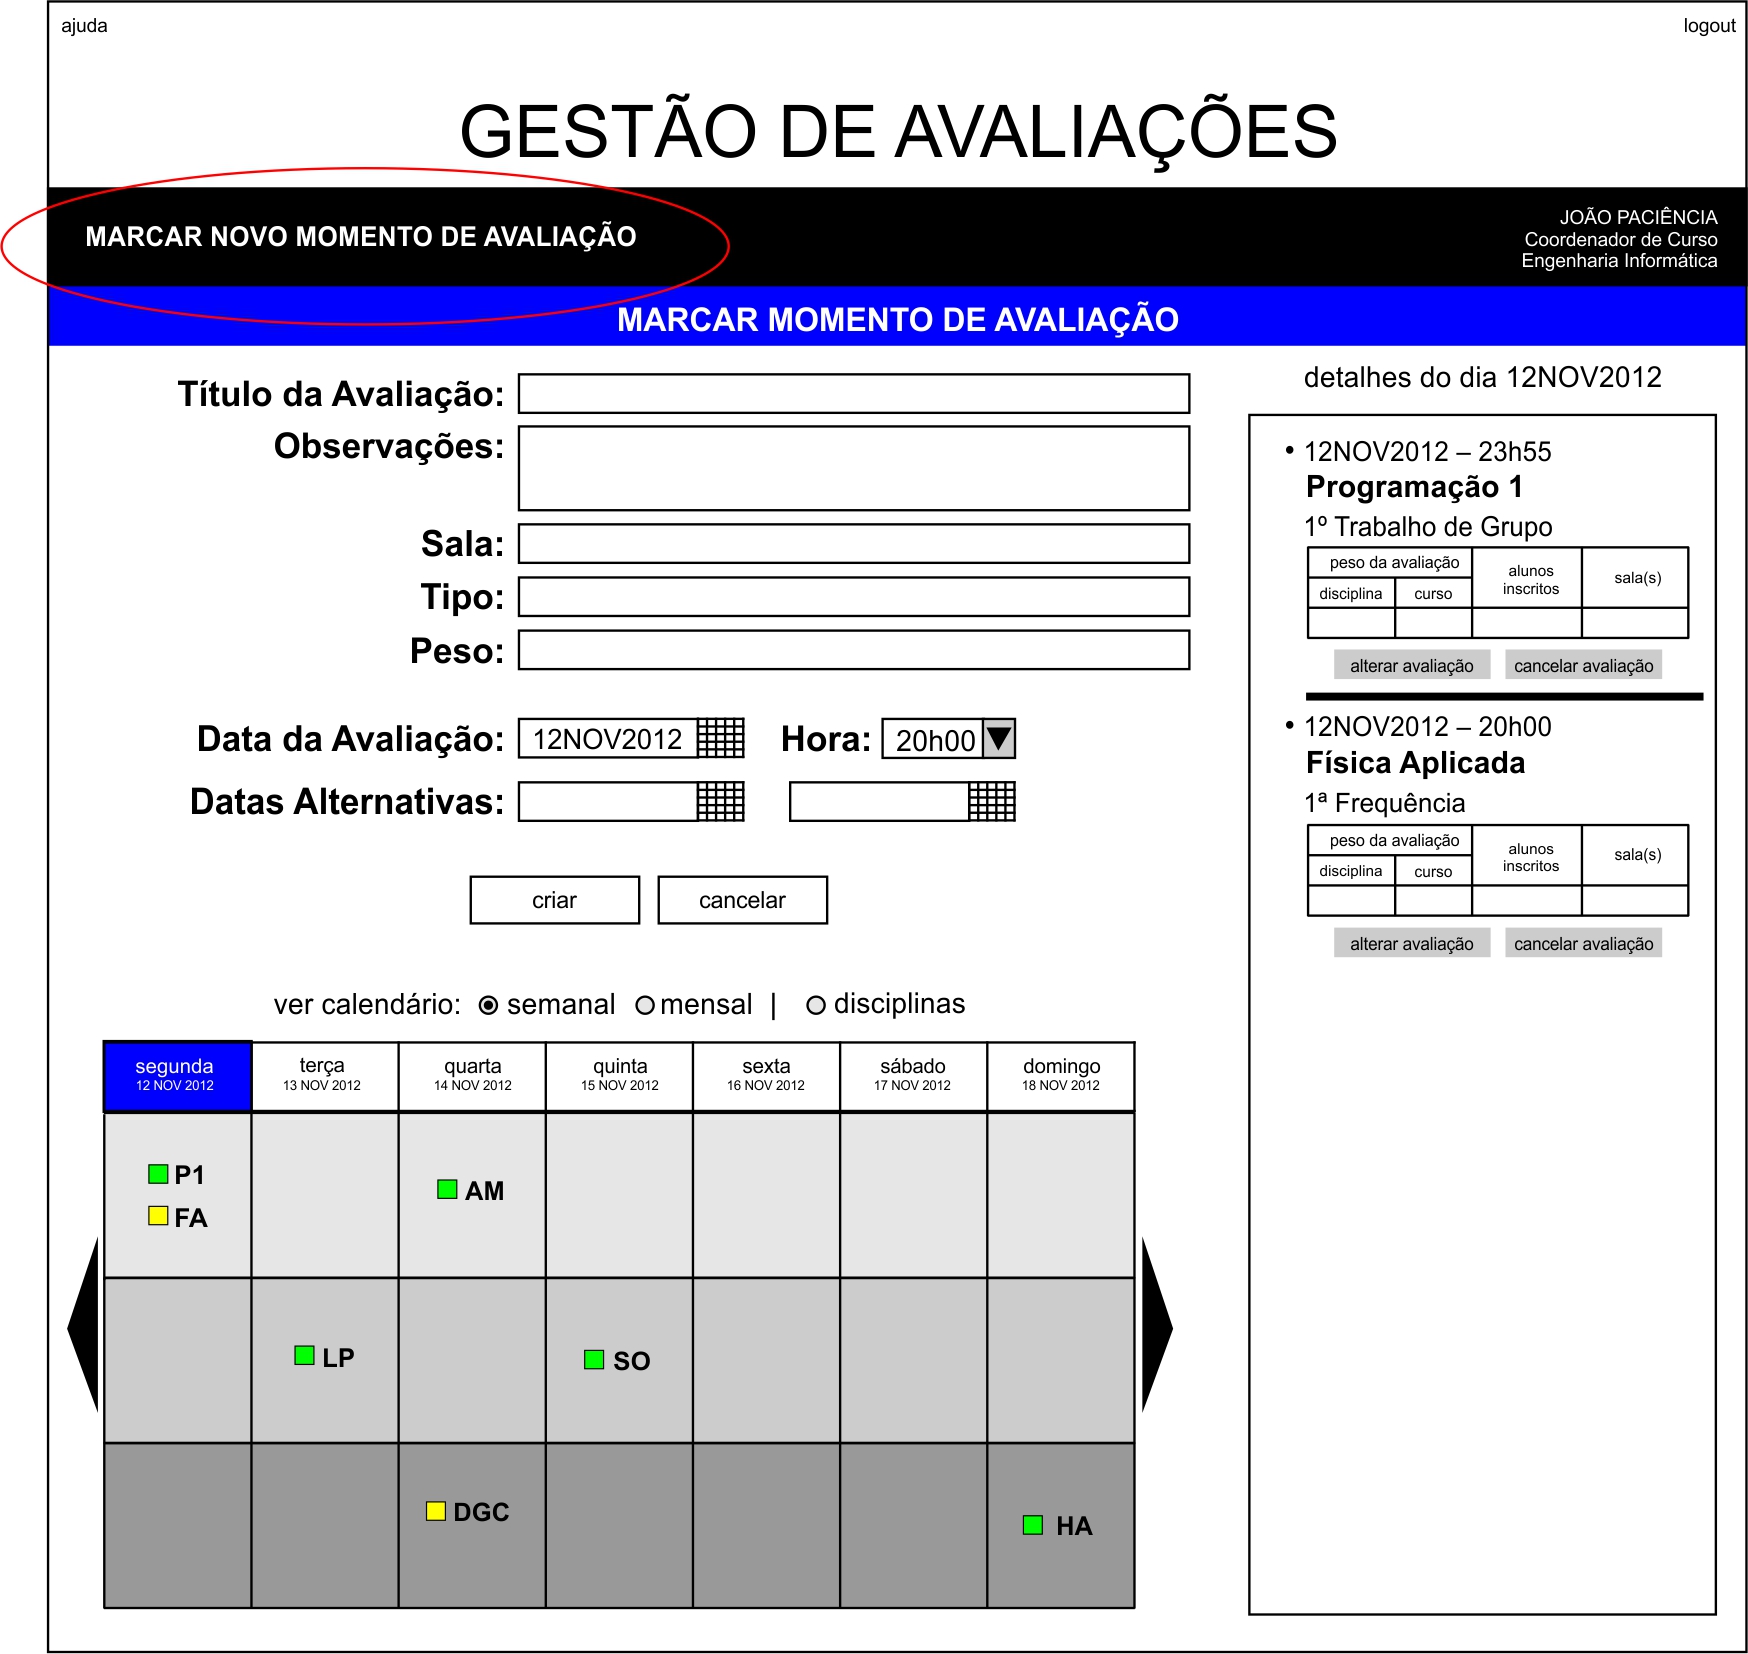 ajuda
logout
GESTÃO DE AVALIAÇÕES
MARCAR NOVO MOMENTO DE AVALIAÇÃO
JOÃO PACIÊNCIA
Coordenador de Curso
Engenharia Informática
MARCAR MOMENTO DE AVALIAÇÃO
Título da Avaliação:
Observações:
Sala:
Tipo:
Peso:
Data da Avaliação: 12NOV2012 Hora: 20h00
Datas Alternativas:
criar cancelar
detalhes do dia 12NOV2012
• 12NOV2012 – 23h55
Programação 1
1º Trabalho de Grupo
peso da avaliação
disciplina curso
alunos
inscritos
sala(s)
alterar avaliação cancelar avaliação
• 12NOV2012 – 20h00
Física Aplicada
1ª Frequência
peso da avaliação
disciplina curso
alunos
inscritos
sala(s)
alterar avaliação cancelar avaliação
ver calendário: semanal mensal | disciplinas
segunda terça quarta quinta sexta sábado domingo
12 NOV 2012 13 NOV 2012 14 NOV 2012 15 NOV 2012 16 NOV 2012 17 NOV 2012 18 NOV 2012
P1
FA
AM
LP
SO
DGC
HA